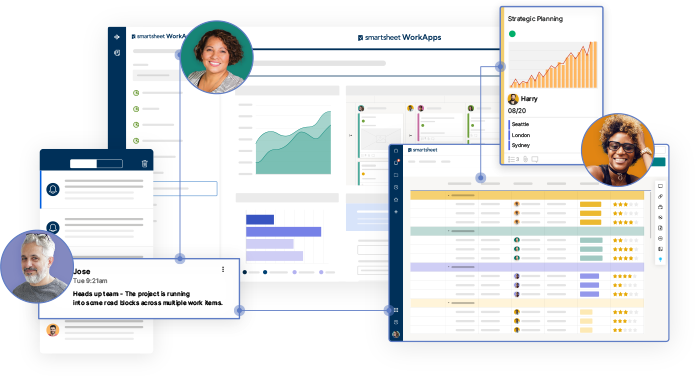 smartsheet WorkApps
smartsheet WorkApps
Strategic Planning
Harry
08/20
Seattle
London
Sydney
2
smartsheet
Jose
Tue 9:21am
Heads up team - The project is running
into some road blocks across multiple work items.